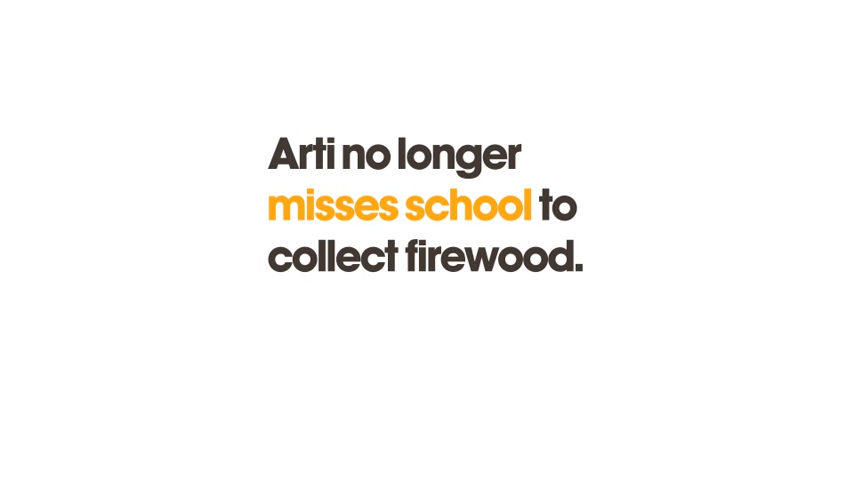 Arti no longer
misses school to
collect firewood.